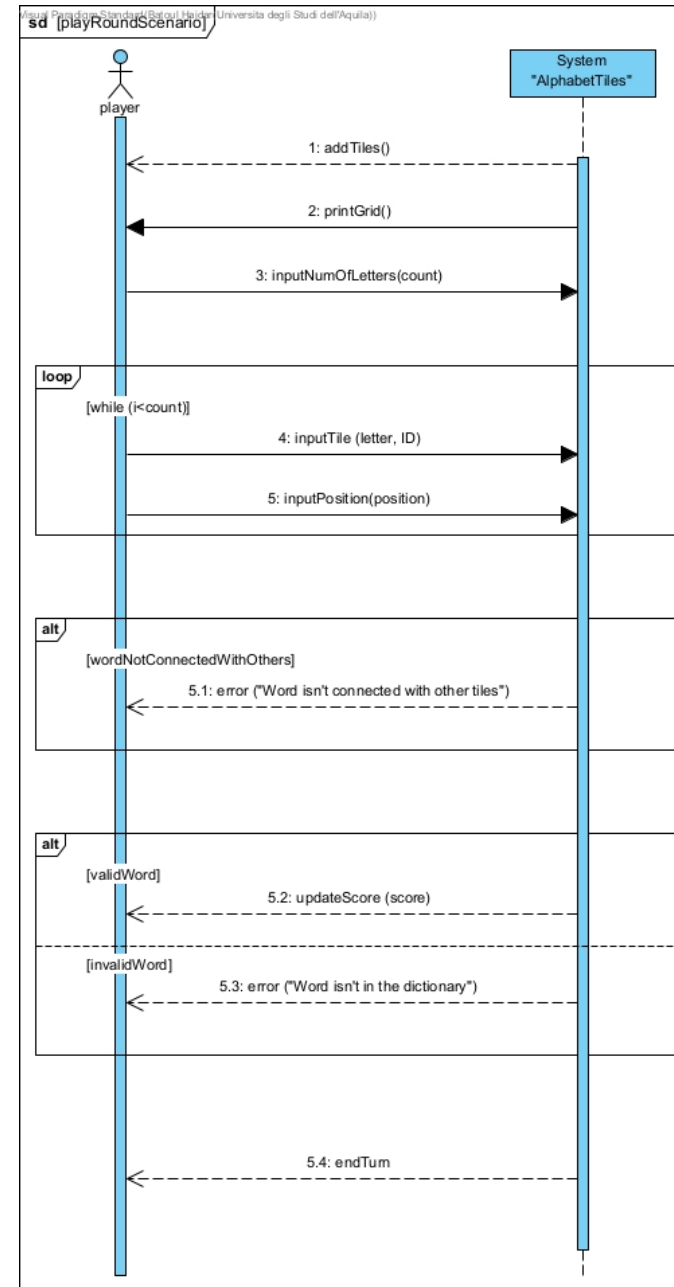 Visual Paradigm Standard(Batoul Haidar(Universita degli Studi dell'Aquila))
sd [playRoundScenario]
System
"AlphabetTiles"
player
1: addTiles()
2: printGrid()
3: inputNumOfLetters(count)
loop
[while (i<count)]
4: inputTile (letter, ID)
5: inputPosition(position)
alt
[wordNotConnectedWithOthers]
5.1: error ("Word isn't connected with other tiles")
alt
[validWord]
5.2: updateScore (score)
[invalidWord]
5.3: error ("Word isn't in the dictionary")
5.4: endTurn